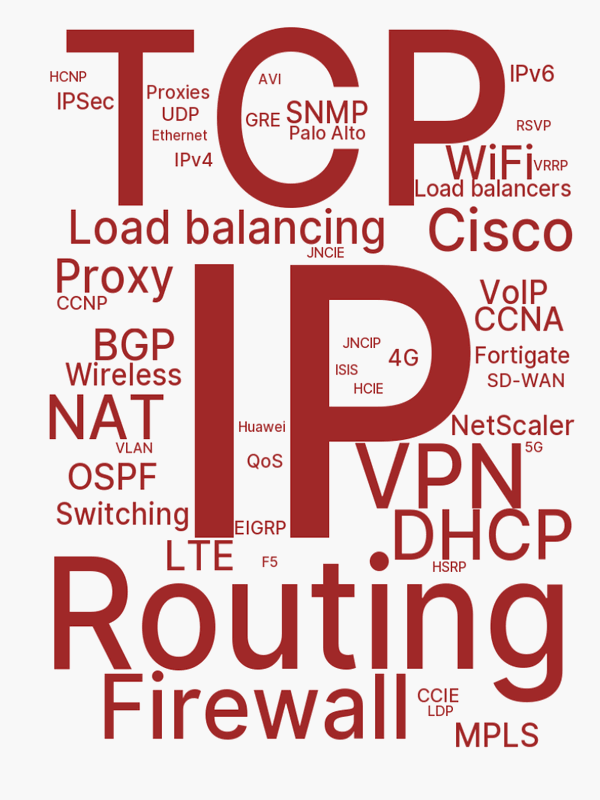 TCP
HCNP
IPSec
Proxies
UDP
Ethernet
IPv4
AVI
GRE
SNMP
Palo Alto
IPv6
RSVP
WiFi
VRRP
Load balancers
Load balancing
Cisco
JNCIE
Proxy
CCNP
IP
VoIP
CCNA
BGP
Wireless
JNCIP
4G
ISIS
HCIE
Fortigate
SD-WAN
NAT
VLAN
Huawei
QoS
NetScaler
5G
VPN
OSPF
Switching
EIGRP
DHCP
LTE
F5
HSRP
Routing
Firewall
CCIE
LDP
MPLS